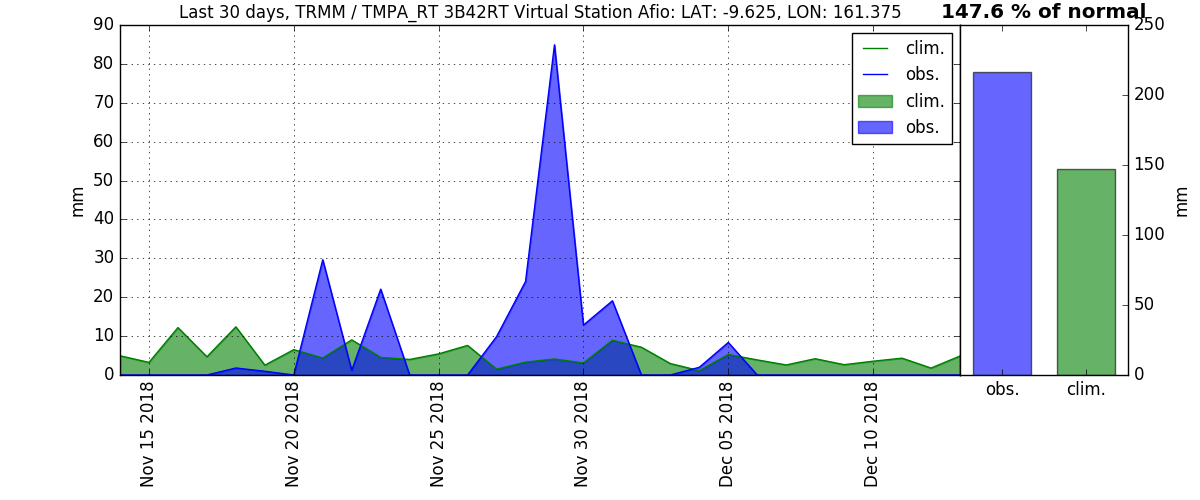 Last 30 days, TRMM / TMPA_RT 3B42RT Virtual Station Afio: LAT: -9.625, LON: 161.375
147.6 % of normal
90
80
70
60
50
40
30
20
10
0
mm
clim.
obs.
clim.
obs.
Nov 15 2018
Nov 20 2018
Nov 25 2018
Nov 30 2018
Dec 05 2018
Dec 10 2018
250
200
150
100
50
0
mm
obs.
clim.